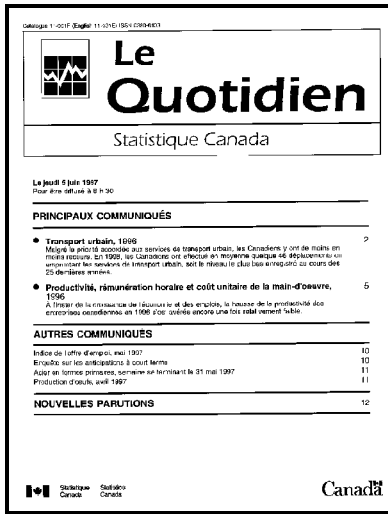 Catalogue 11-001F (English 11-001E) ISSN 0380-6103
Le
Quotidien
Statistique Canada
Le jeudi 5 juin 1997
Pour être diffusé à 8 h 30
PRINCIPAUX COMMUNIQUÉS
● Transport urbain, 1996 2
Malgré la priorité accordée aux services de transport urbain, les Canadiens y ont de moins en
moins recours. En 1996, les Canadiens ont effectué en moyenne quelque 46 déplacements en
empruntant les services de transport urbain, soit le niveau le plus bas enregistré au cours des
25 dernières années.
● Productivité, rémunération horaire et coût unitaire de la main-d'oeuvre, 5
1996
À l'instar de la croissance de l'économie et des emplois, la hausse de la productivité des
entreprises canadiennes en 1996 s'est avérée encore une fois relativement faible.
AUTRES COMMUNIQUÉS
Indice de l'offre d'emploi, mai 1997 10
Enquête sur les anticipations à court terme 10
Acier en formes primaires, semaine se terminant le 31 mai 1997 11
Production d'oeufs, avril 1997 11
NOUVELLES PARUTIONS 12
Statistique Statistics
Canada Canada
Canada